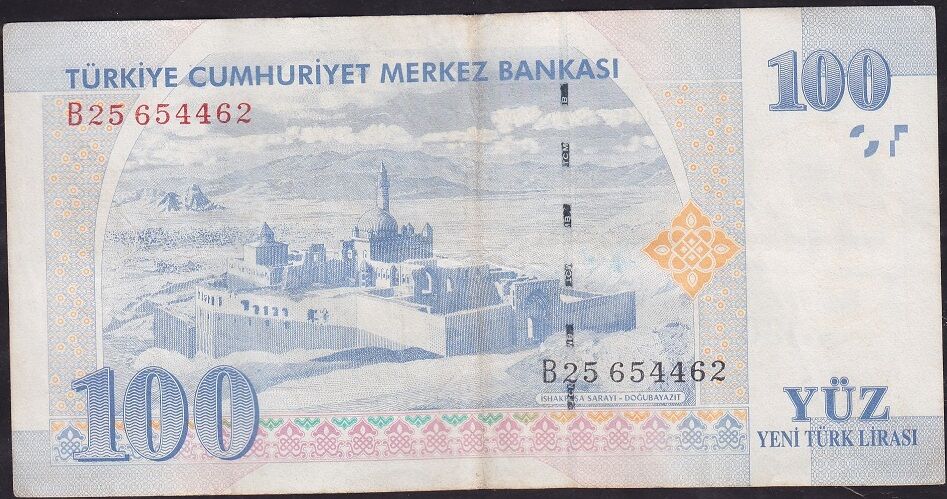 TÜRKİYE CUMHURİYET MERKEZ BANKASI
100
B25 654462
B25 654462
İSHAKPAŞA SARAYI - DOĞUBAYAZIT
100
YÜZ
YENİ TÜRK LİRASI